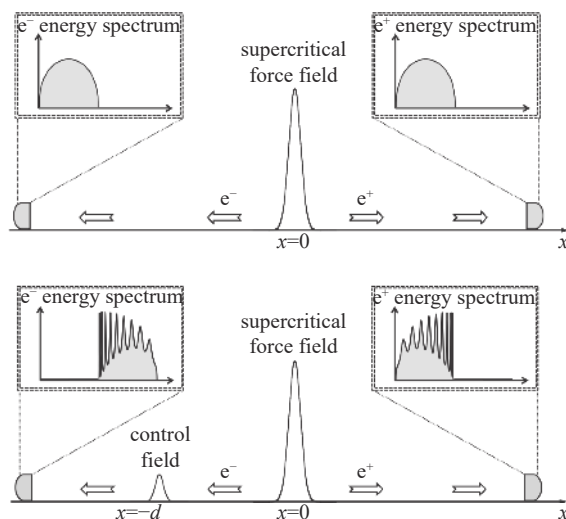 e⁻ energy spectrum
e⁺ energy spectrum
supercritical
force field
e⁻
e⁺
x=0
x
e⁻ energy spectrum
e⁺ energy spectrum
supercritical
force field
control
field
e⁻
e⁺
x=−d
x=0
x